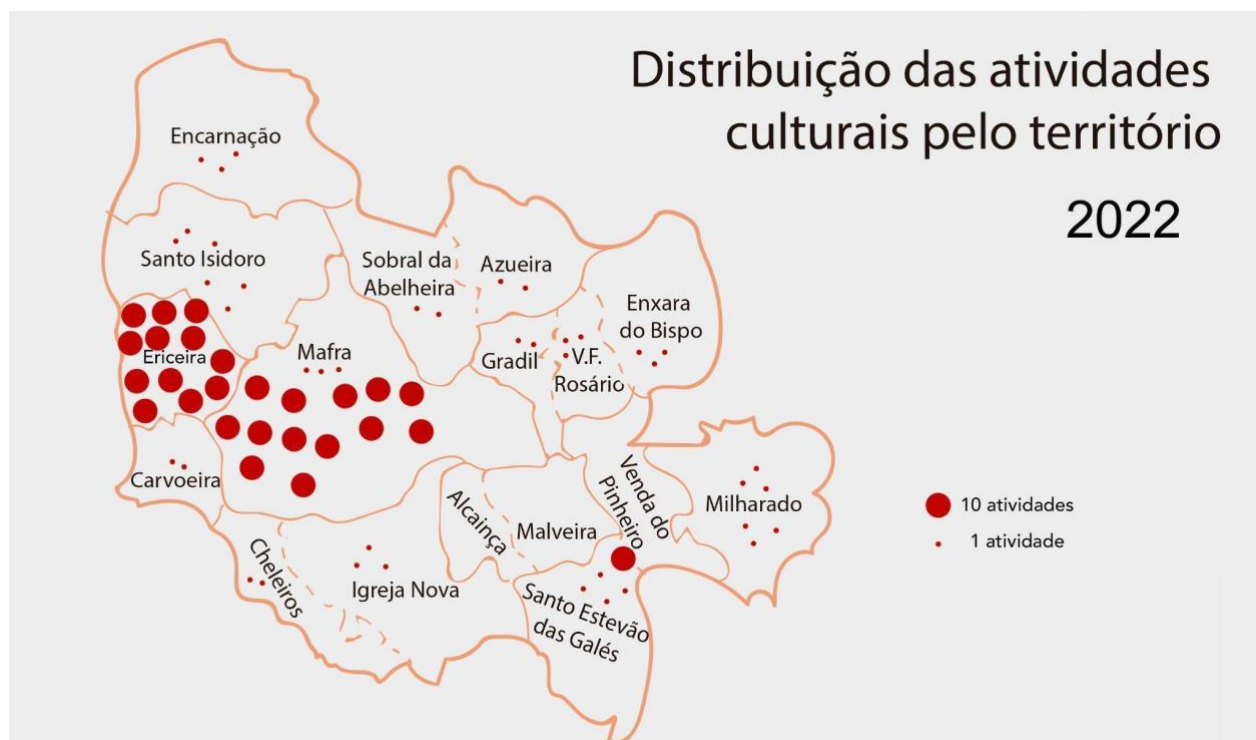 Distribuição das atividades
culturais pelo território
2022
Encarnação
Santo Isidoro
Sobral da
Abelheira
Azueira
Enxara
do Bispo
Ericeira
Mafra
Gradil
V.F.
Rosário
Carvoeira
Venda do
Pinheiro
Milharado
Alcainça
Malveira
Cheleiros
Igreja Nova
Santo Estevão
das Galés
10 atividades
1 atividade